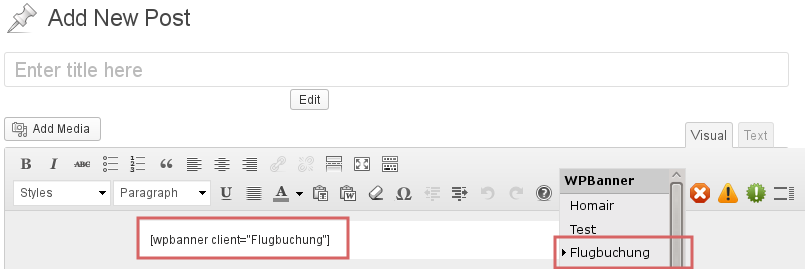 Add New Post
Enter title here
Edit
Add Media
Visual Text
B I ABC
Styles Paragraph U A
WPBanner
Homair
Test
[wpbanner client="Flugbuchung"]
Flugbuchung